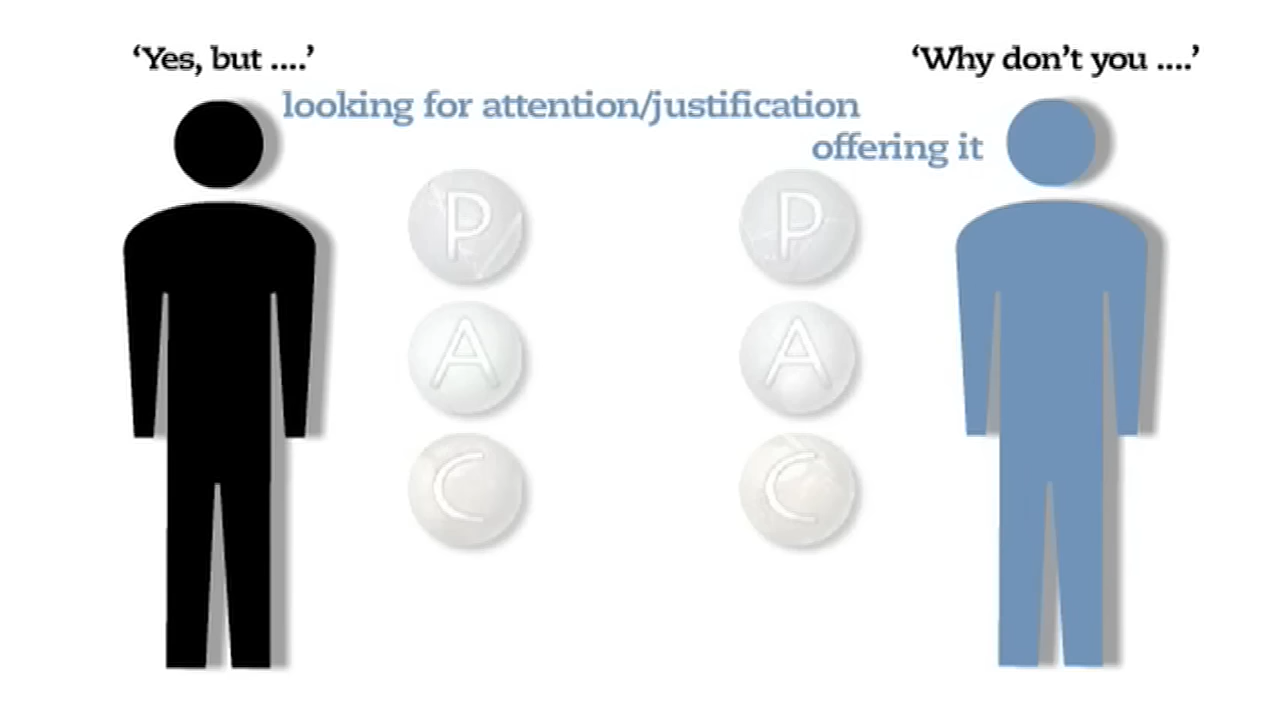 ‘Yes, but ....’
‘Why don’t you ....’
looking for attention/justification
offering it
P
P
A
A
C
C